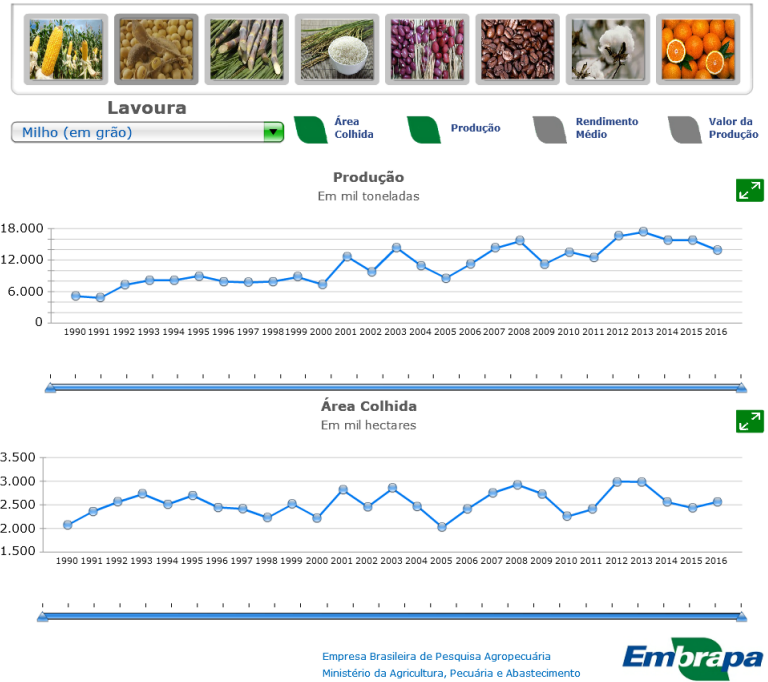 Lavoura
Milho (em grão)
Área
Colhida
Produção
Rendimento
Médio
Valor da
Produção
Produção
Em mil toneladas
18.000
12.000
6.000
0
1990 1991 1992 1993 1994 1995 1996 1997 1998 1999 2000 2001 2002 2003 2004 2005 2006 2007 2008 2009 2010 2011 2012 2013 2014 2015 2016
Área Colhida
Em mil hectares
3.500
3.000
2.500
2.000
1.500
1990 1991 1992 1993 1994 1995 1996 1997 1998 1999 2000 2001 2002 2003 2004 2005 2006 2007 2008 2009 2010 2011 2012 2013 2014 2015 2016
Empresa Brasileira de Pesquisa Agropecuária
Ministério da Agricultura, Pecuária e Abastecimento
Embrapa